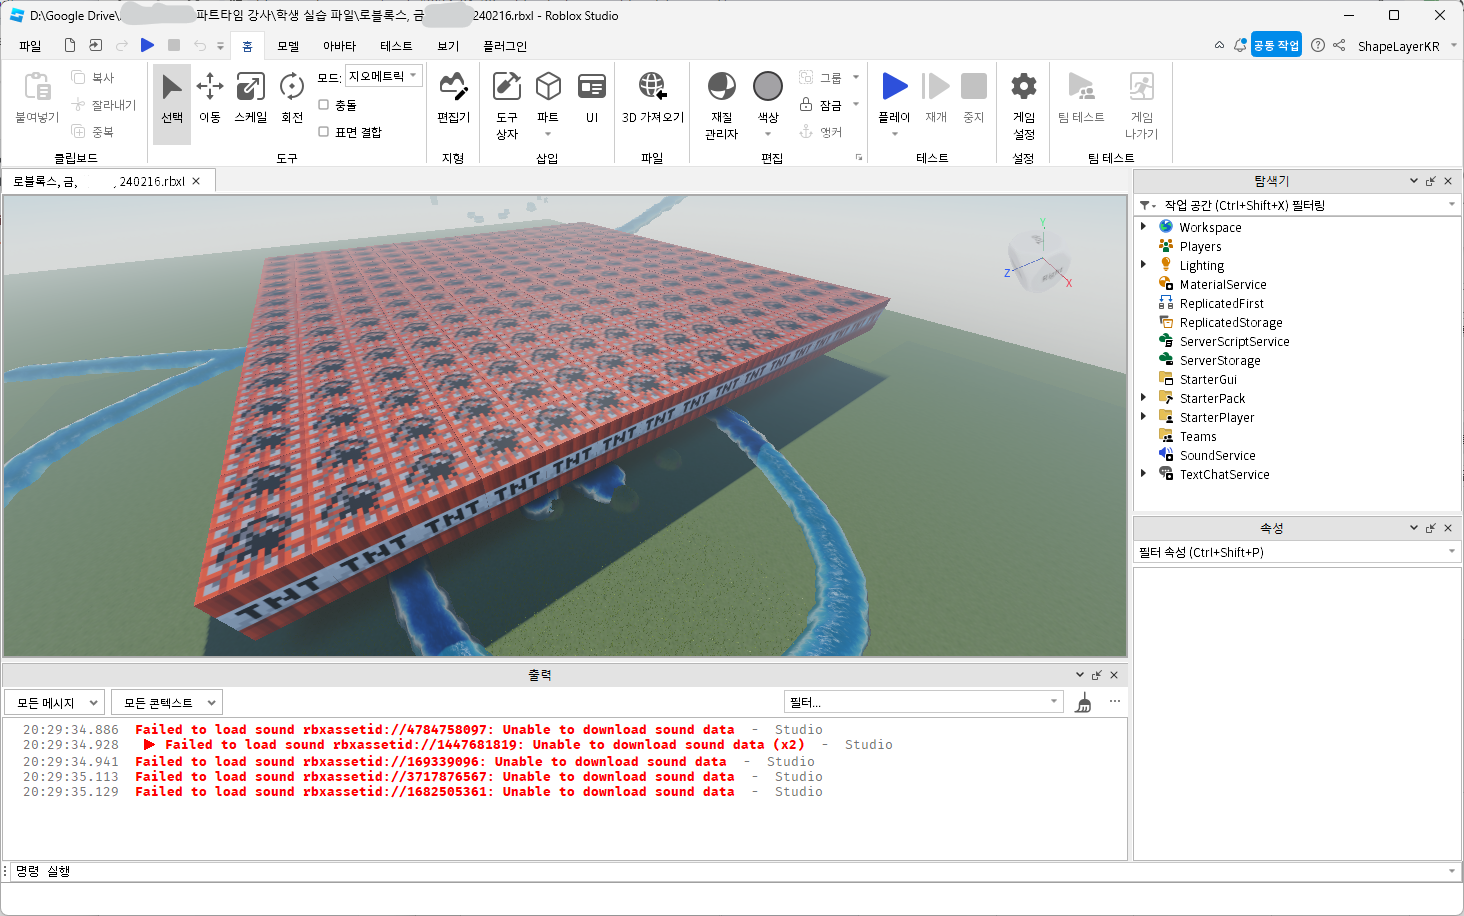 D:\Google Drive\ 파트타임 강사\학생 실습 파일\로블록스, 금, 240216.rbxl - Roblox Studio
파일 홈 모델 아바타 테스트 보기 플러그인 공동 작업 ShapeLayerKR
붙여넣기 복사 잘라내기 중복 클립보드
선택 이동 스케일 회전 모드: 지오메트릭 충돌 표면 결합 도구
편집기 지형
도구 상자 파트 UI 삽입
3D 가져오기 파일
재질 관리자 색상 그룹 잠금 앵커 편집
플레이 재개 중지 테스트
게임 설정 설정
팀 테스트 게임 나가기 팀 테스트
로블록스, 금, , 240216.rbxl
TNT TNT TNT TNT TNT TNT TNT TNT TNT TNT TNT TNT TNT
Y
Z
X
탐색기
작업 공간 (Ctrl+Shift+X) 필터링
Workspace
Players
Lighting
MaterialService
ReplicatedFirst
ReplicatedStorage
ServerScriptService
ServerStorage
StarterGui
StarterPack
StarterPlayer
Teams
SoundService
TextChatService
속성
필터 속성 (Ctrl+Shift+P)
출력
모든 메시지 모든 콘텍스트 필터...
20:29:34.886 Failed to load sound rbxassetid://4784758097: Unable to download sound data - Studio
20:29:34.928 Failed to load sound rbxassetid://1447681819: Unable to download sound data (x2) - Studio
20:29:34.941 Failed to load sound rbxassetid://169339096: Unable to download sound data - Studio
20:29:35.113 Failed to load sound rbxassetid://3717876567: Unable to download sound data - Studio
20:29:35.129 Failed to load sound rbxassetid://1682505361: Unable to download sound data - Studio
명령 실행